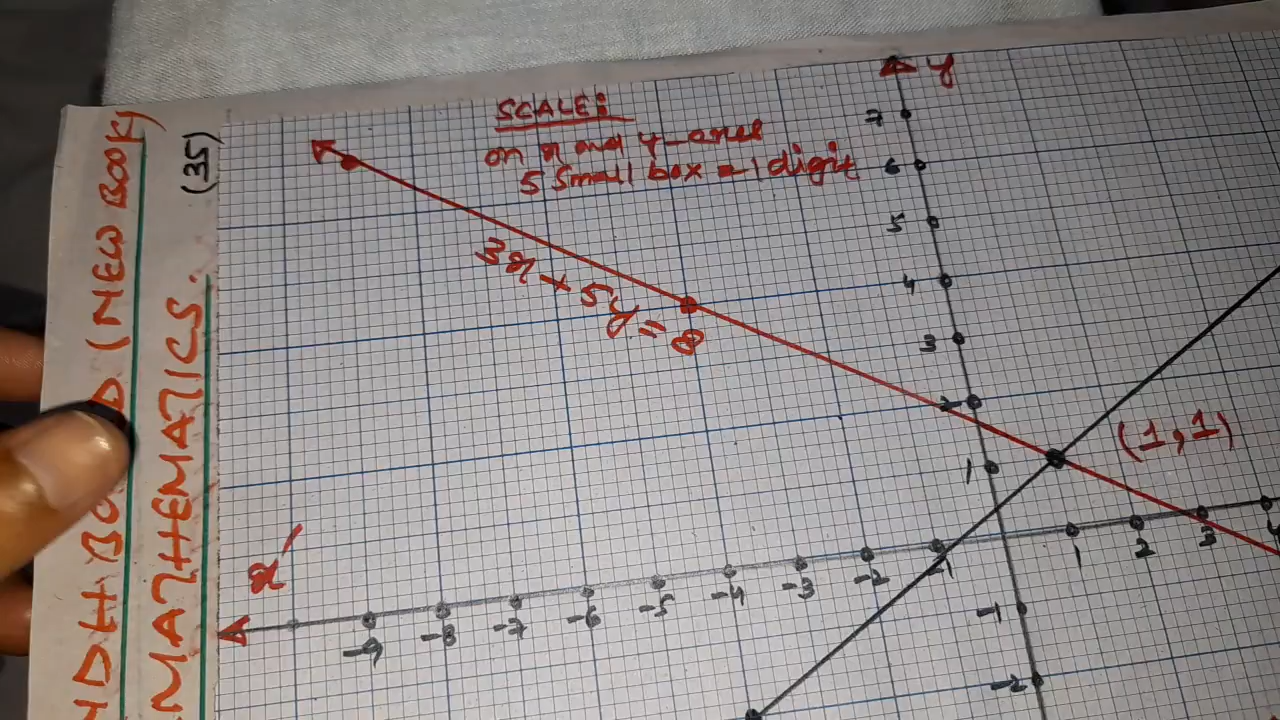 NDH BO D (NEW BOOK)
MATHEMATICS.
(35)
SCALE:
on x and y-axes
5 Small box = 1 digit
y
7
6
5
4
3
2
1
-1
-2
3x + 5y = 8
(1,1)
x'
-9 -8 -7 -6 -5 -4 -3 -2 -1 1 2 3